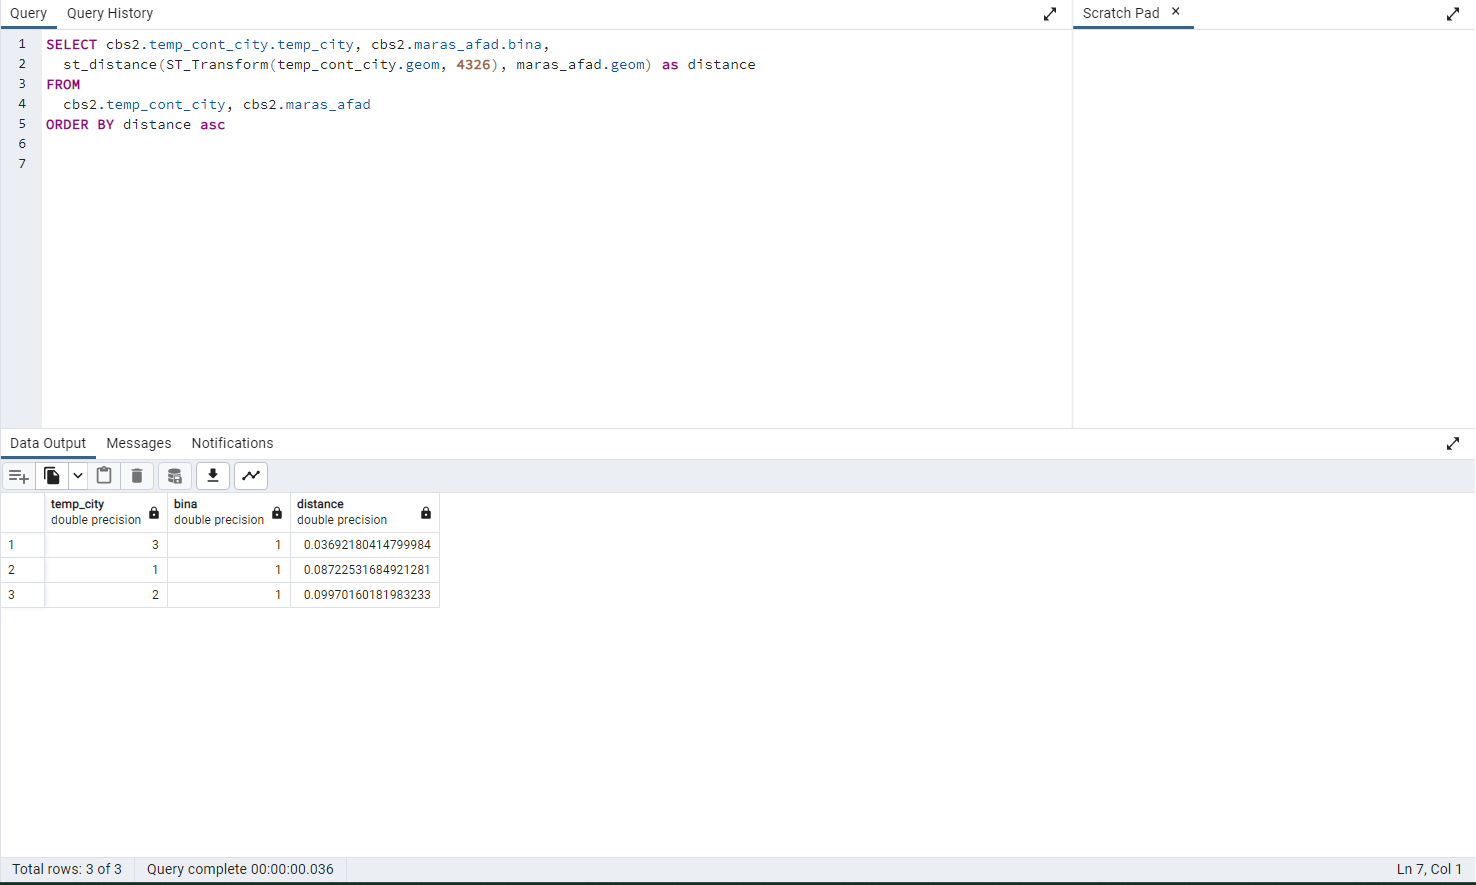 Query Query History
Scratch Pad ×
1 SELECT cbs2.temp_cont_city.temp_city, cbs2.maras_afad.bina,
2 st_distance(ST_Transform(temp_cont_city.geom, 4326), maras_afad.geom) as distance
3 FROM
4 cbs2.temp_cont_city, cbs2.maras_afad
5 ORDER BY distance asc
6
7
Data Output Messages Notifications
temp_city bina distance
double precision double precision double precision
1 3 1 0.03692180414799984
2 1 1 0.08722531684921281
3 2 1 0.09970160181983233
Total rows: 3 of 3 Query complete 00:00:00.036 Ln 7, Col 1